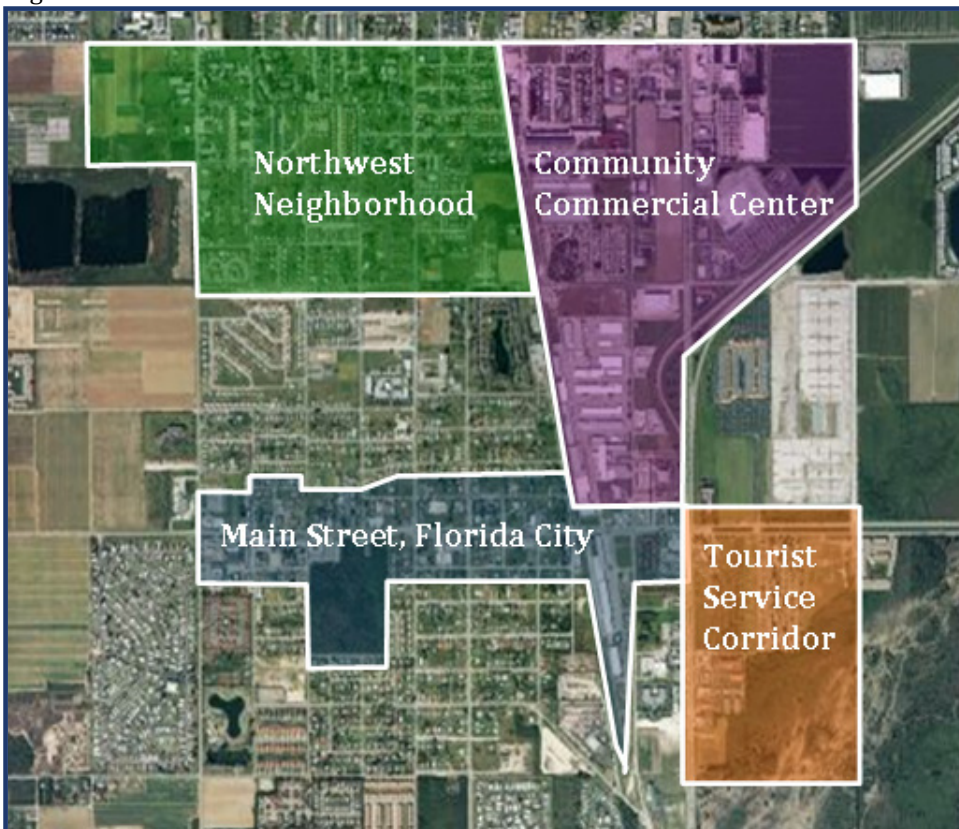 Northwest
Neighborhood
Community
Commercial Center
Main Street, Florida City
Tourist
Service
Corridor